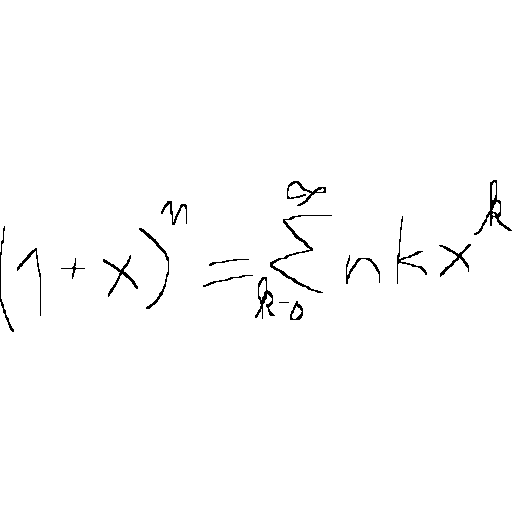 (1+x)^n = \sum_{k-0}^{\infty} n k x^k